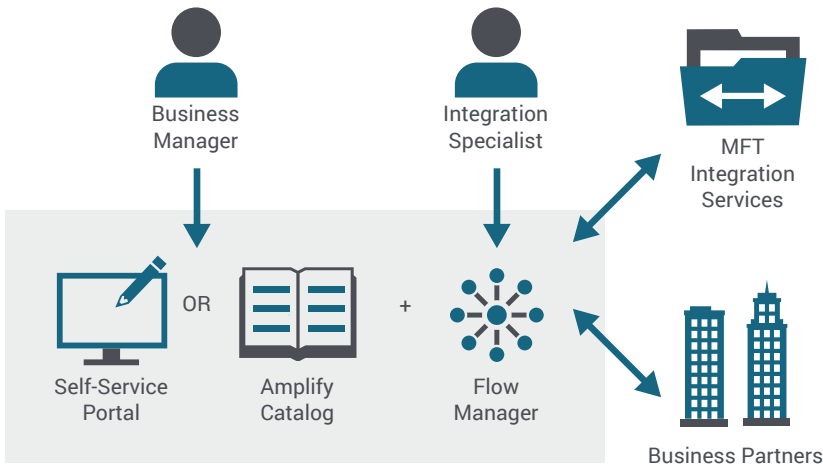 Business
Manager
Integration
Specialist
MFT
Integration
Services
OR
+
Self-Service
Portal
Amplify
Catalog
Flow
Manager
Business Partners